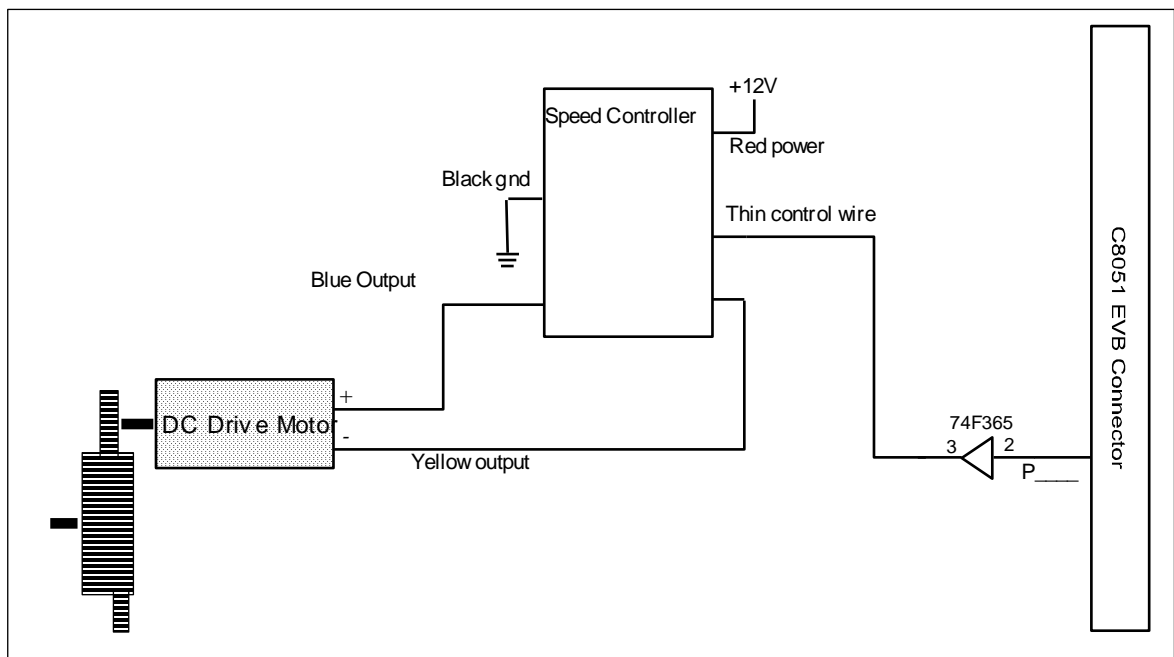 +12V
Speed Controller
Red power
Black gnd
Thin control wire
Blue Output
C8051 EVB Connector
+
DC Drive Motor
-
Yellow output
74F365
3 2
P____